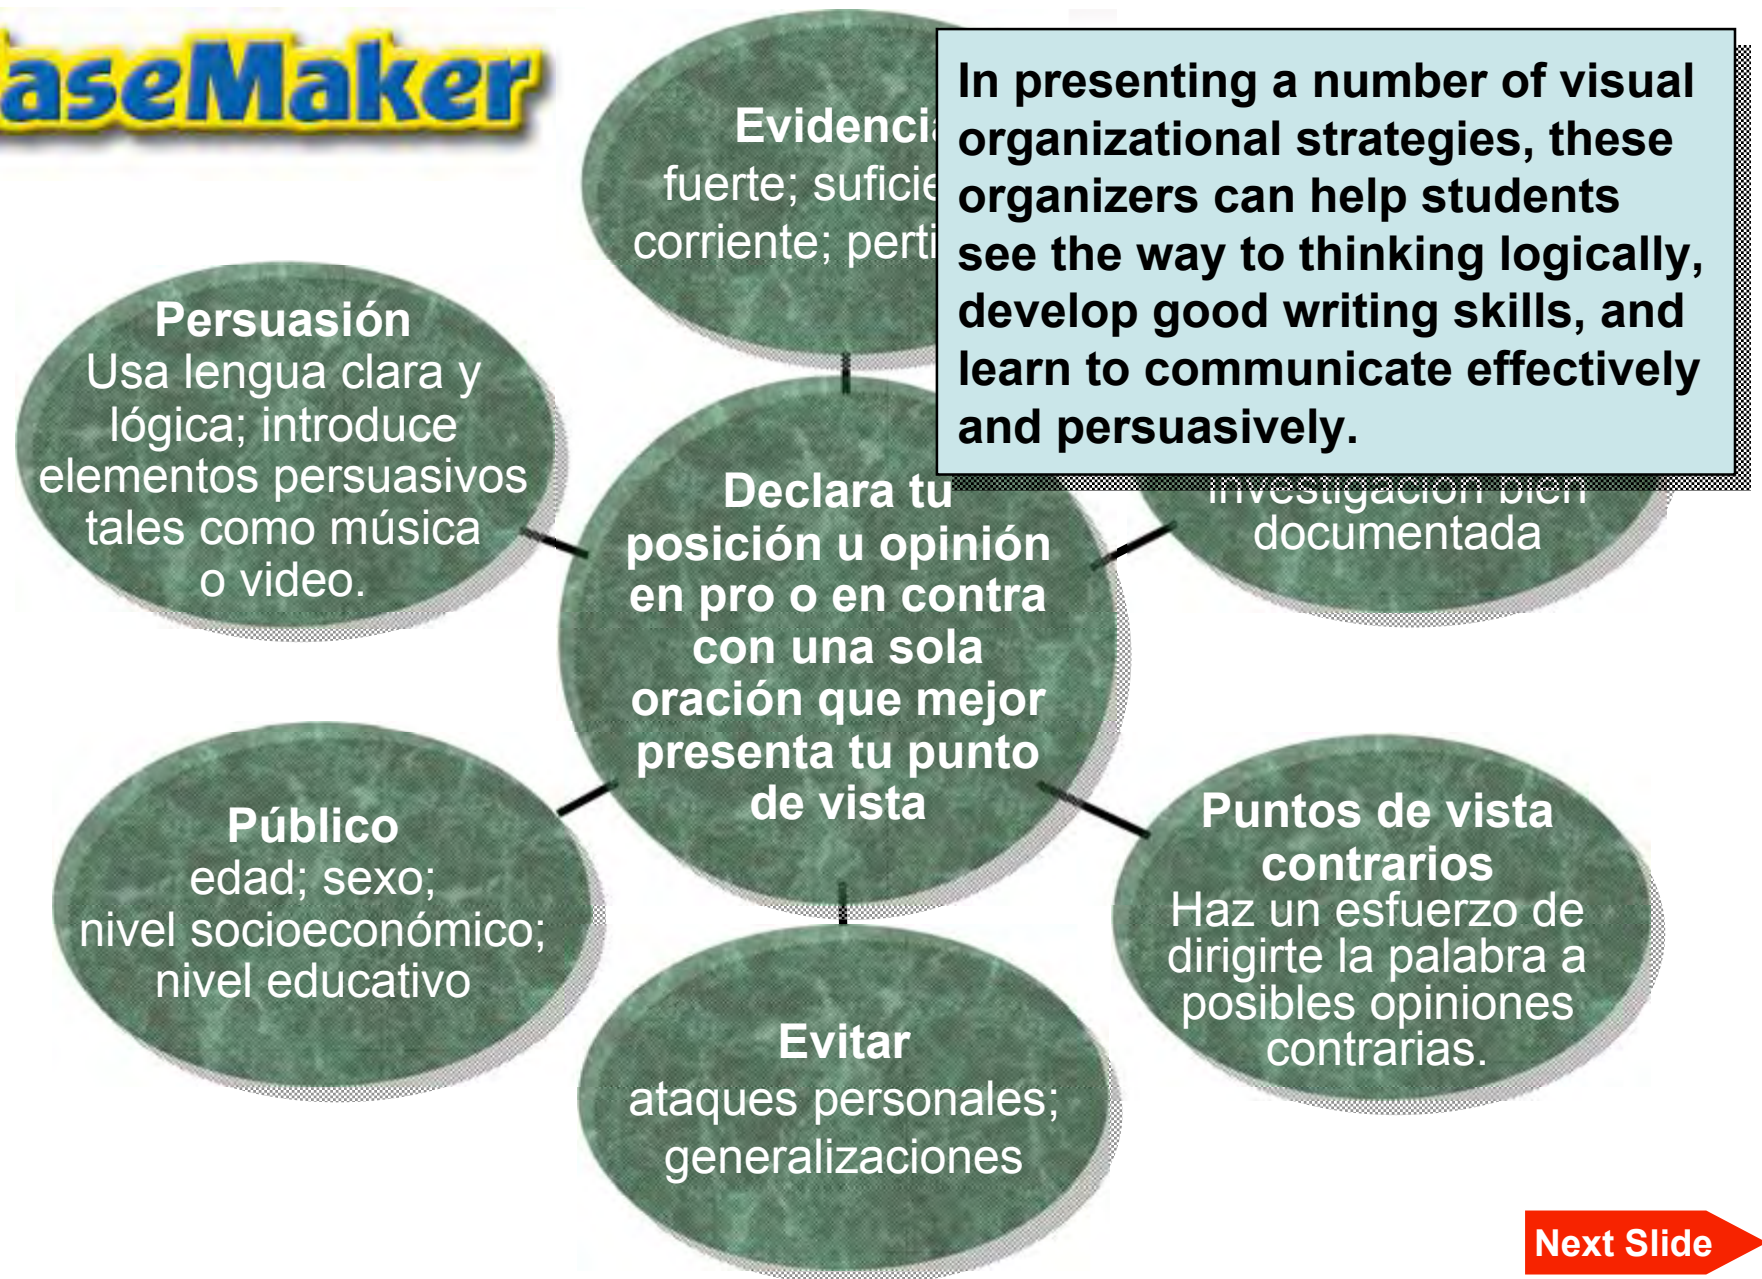 aseMaker
In presenting a number of visual
organizational strategies, these
organizers can help students
see the way to thinking logically,
develop good writing skills, and
learn to communicate effectively
and persuasively.
fuerte;
corriente;
Persuasión
Usa lengua clara y
lógica; introduce
elementos persuasivos
tales como música
o video.
Declara tu
posición u opinión
en pro o en contra
con una sola
oración que mejor
presenta tu punto
de vista
investigación bien
documentada
Público
edad; sexo;
nivel socioeconómico;
nivel educativo
Puntos de vista
contrarios
Haz un esfuerzo de
dirigirte la palabra a
posibles opiniones
contrarias.
Evitar
ataques personales;
generalizaciones
Next Slide